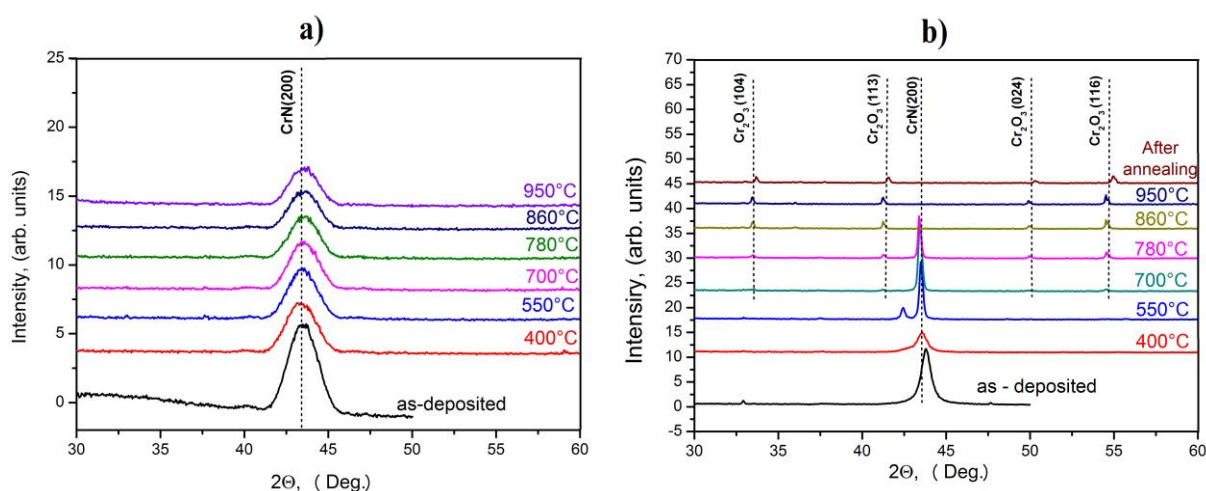 a)
25
20
15
10
5
0
30
35
40
45
50
55
60
Intensity, (arb. units)
2Θ, ( Deg.)
CrN(200)
950°C
860°C
780°C
700°C
550°C
400°C
as-deposited
b)
70
65
60
55
50
45
40
35
30
25
20
15
10
5
0
-5
30
35
40
45
50
55
60
Intensiry, (arb. units)
2Θ, ( Deg.)
Cr₂O₃ (104)
Cr₂O₃ (113)
CrN(200)
Cr₂O₃ (024)
Cr₂O₃ (116)
After
annealing
950°C
860°C
780°C
700°C
550°C
400°C
as - deposited